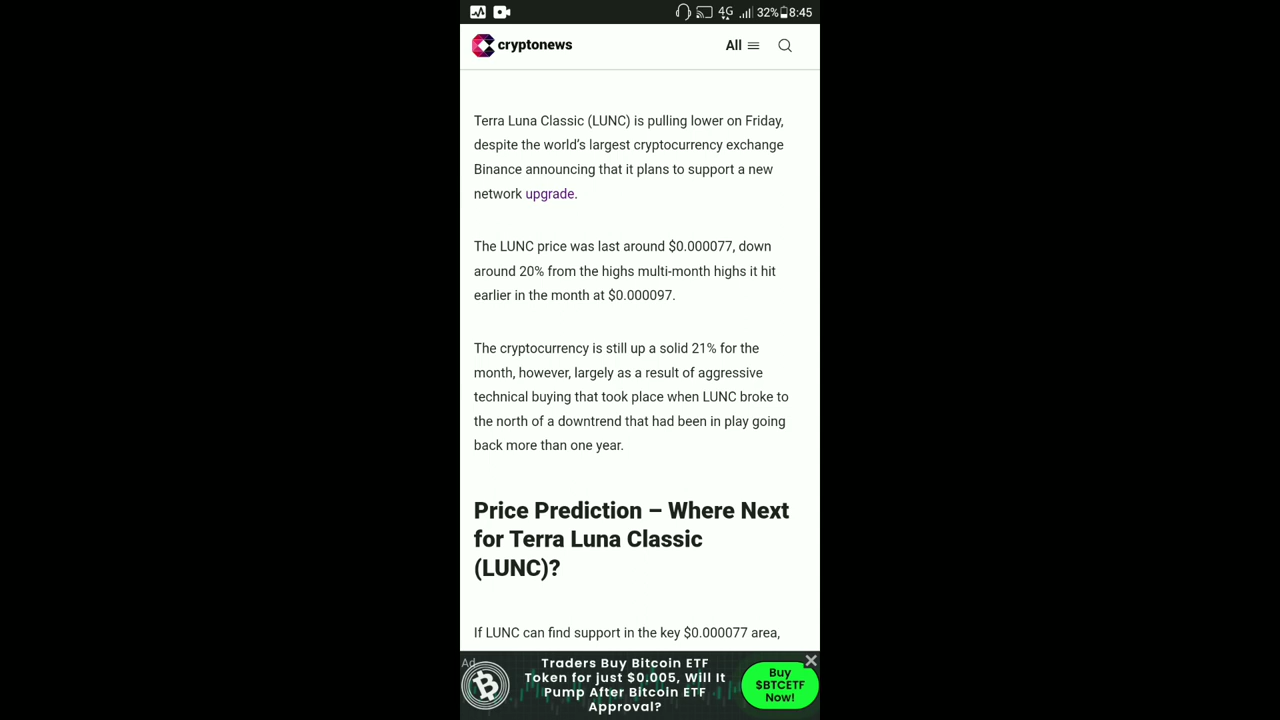 4G 32% 8:45
cryptonews All
Terra Luna Classic (LUNC) is pulling lower on Friday,
despite the world’s largest cryptocurrency exchange
Binance announcing that it plans to support a new
network upgrade.
The LUNC price was last around $0.000077, down
around 20% from the highs multi-month highs it hit
earlier in the month at $0.000097.
The cryptocurrency is still up a solid 21% for the
month, however, largely as a result of aggressive
technical buying that took place when LUNC broke to
the north of a downtrend that had been in play going
back more than one year.
Price Prediction – Where Next
for Terra Luna Classic
(LUNC)?
If LUNC can find support in the key $0.000077 area,
Ad
Traders Buy Bitcoin ETF
Token for just $0.005, Will It
Pump After Bitcoin ETF
Approval?
Buy
$BTCETF
Now!